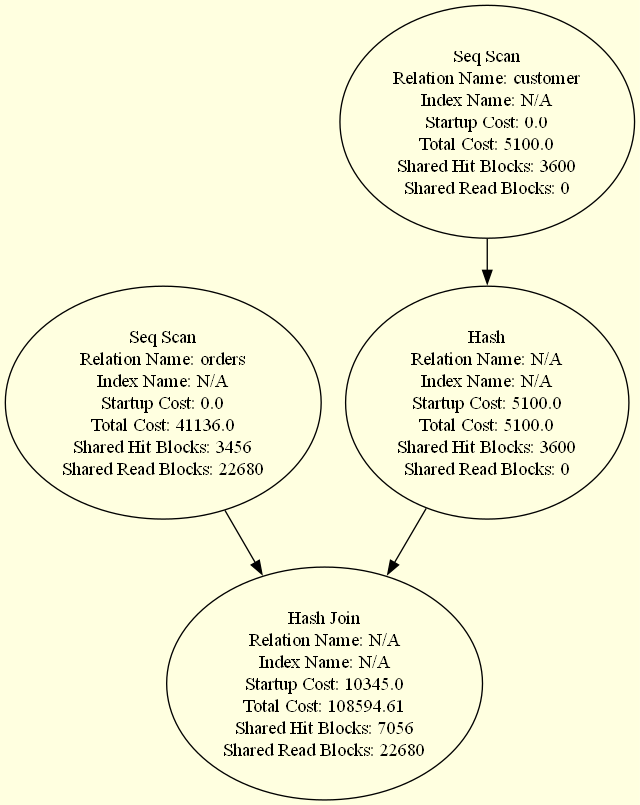 Seq Scan
Relation Name: customer
Index Name: N/A
Startup Cost: 0.0
Total Cost: 5100.0
Shared Hit Blocks: 3600
Shared Read Blocks: 0
Seq Scan
Relation Name: orders
Index Name: N/A
Startup Cost: 0.0
Total Cost: 41136.0
Shared Hit Blocks: 3456
Shared Read Blocks: 22680
Hash
Relation Name: N/A
Index Name: N/A
Startup Cost: 5100.0
Total Cost: 5100.0
Shared Hit Blocks: 3600
Shared Read Blocks: 0
Hash Join
Relation Name: N/A
Index Name: N/A
Startup Cost: 10345.0
Total Cost: 108594.61
Shared Hit Blocks: 7056
Shared Read Blocks: 22680